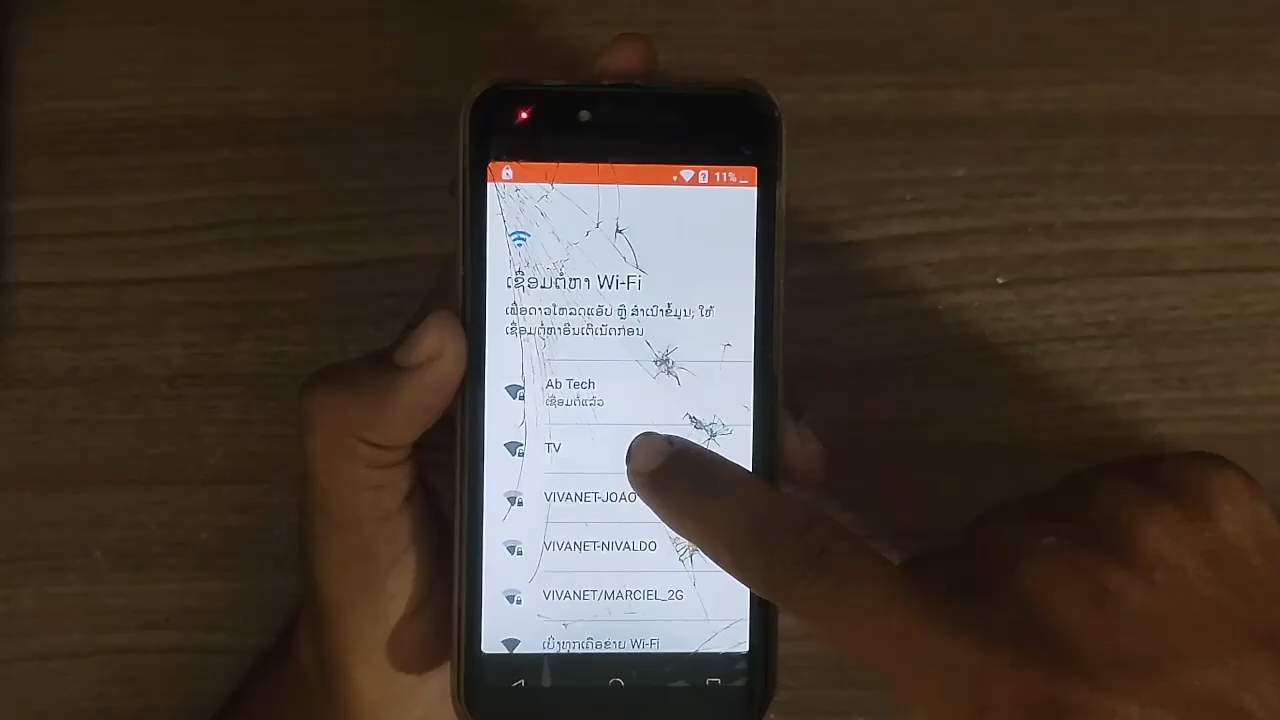 11%
ເຊື່ອມຕໍ່ຫາ Wi-Fi
ເພື່ອດາວໂຫລດແອັບ ຫຼື ສຳເນົາຂໍ້ມູນ, ໃຫ້
ເຊື່ອມຕໍ່ຫາອິນເຕີເນັດກ່ອນ
Ab Tech
ເຊື່ອມຕໍ່ແລ້ວ
TV
VIVANET-JOAO
VIVANET-NIVALDO
VIVANET/MARCIEL_2G
ເບິ່ງທຸກເຄືອຂ່າຍ Wi-Fi